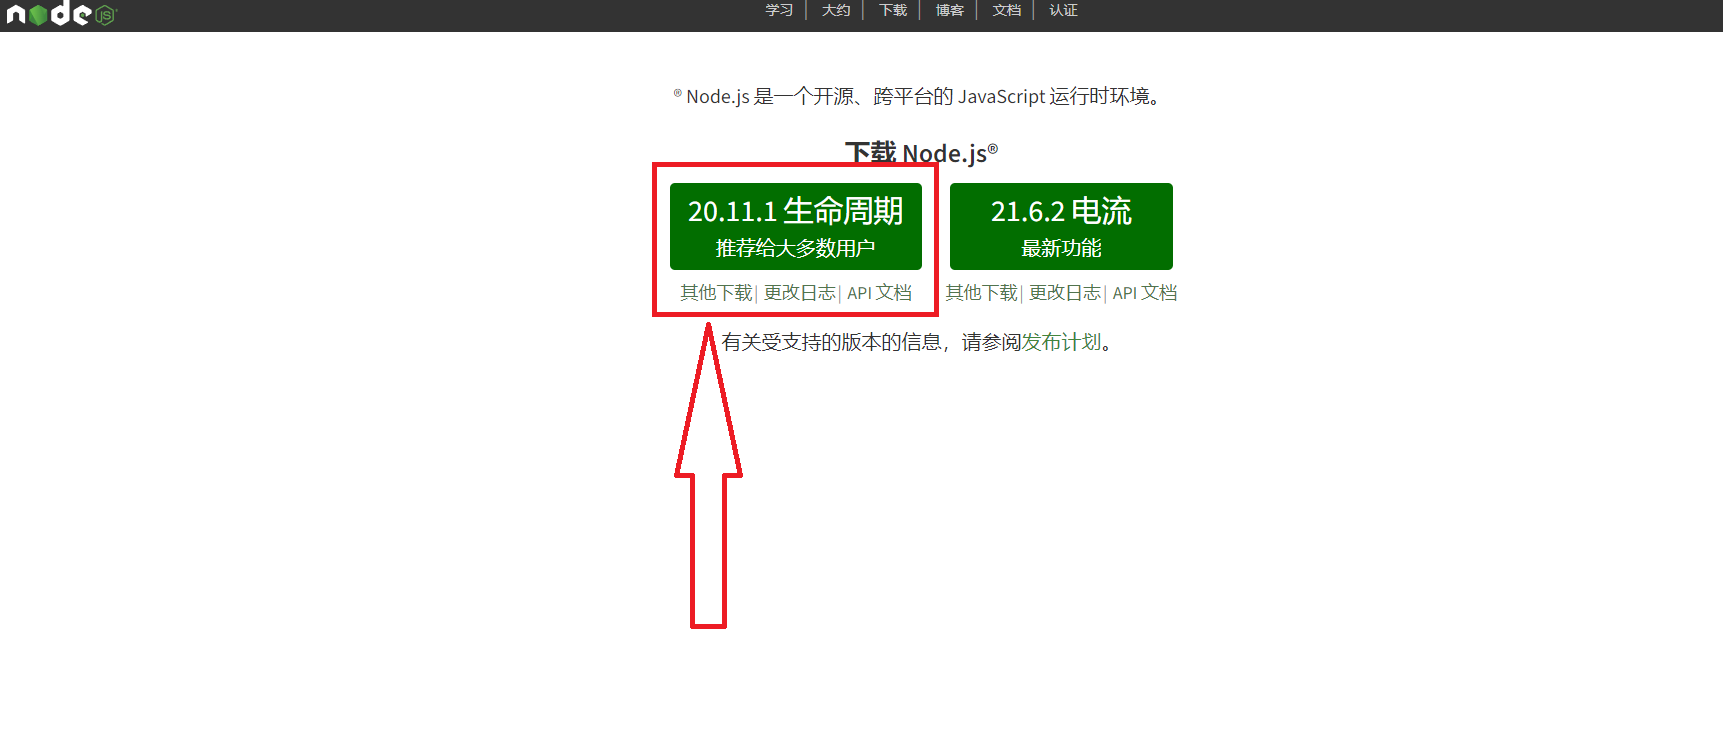 node js
学习 | 大约 | 下载 | 博客 | 文档 | 认证
® Node.js 是一个开源、跨平台的 JavaScript 运行时环境。
下载 Node.js®
20.11.1 生命周期
推荐给大多数用户
21.6.2 电流
最新功能
其他下载| 更改日志| API 文档
其他下载| 更改日志| API 文档
有关受支持的版本的信息，请参阅发布计划。